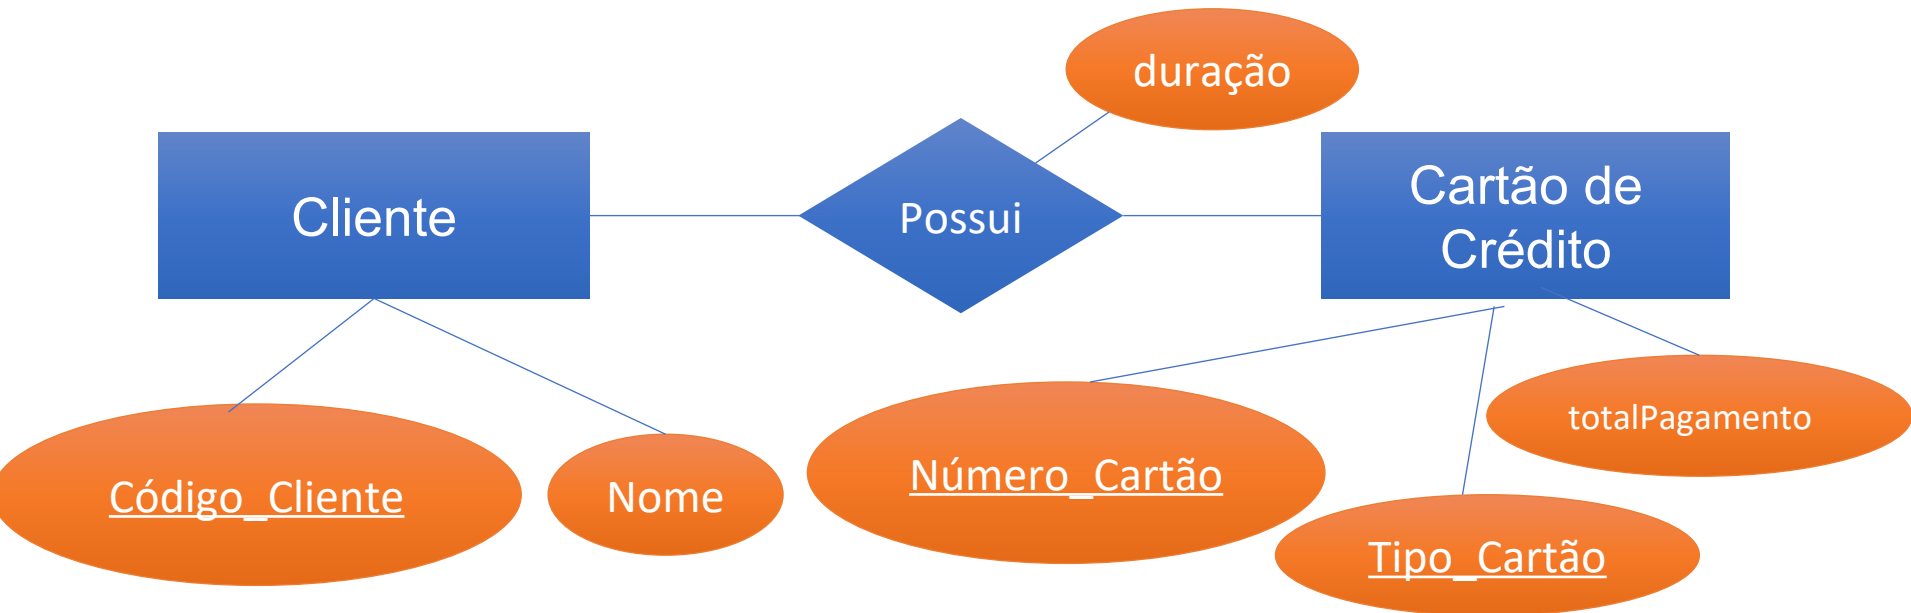 duração
Cliente
Possui
Cartão de
Crédito
totalPagamento
Código_Cliente
Nome
Número_Cartão
Tipo_Cartão